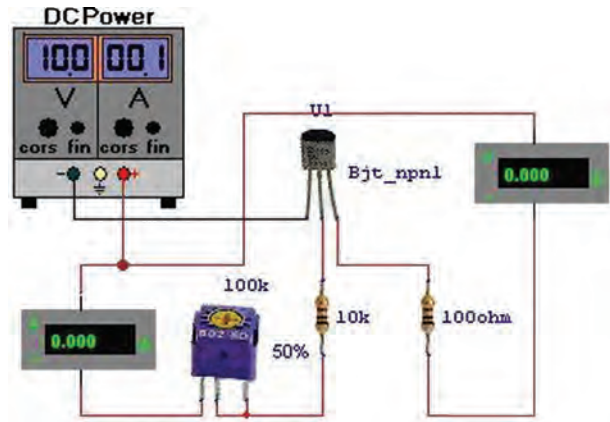 DCPower
10.0 00.1
V A
cors fin cors fin
- +
U1
Bjt_npn1
0.000
100k
0.000
50%
10k
100ohm